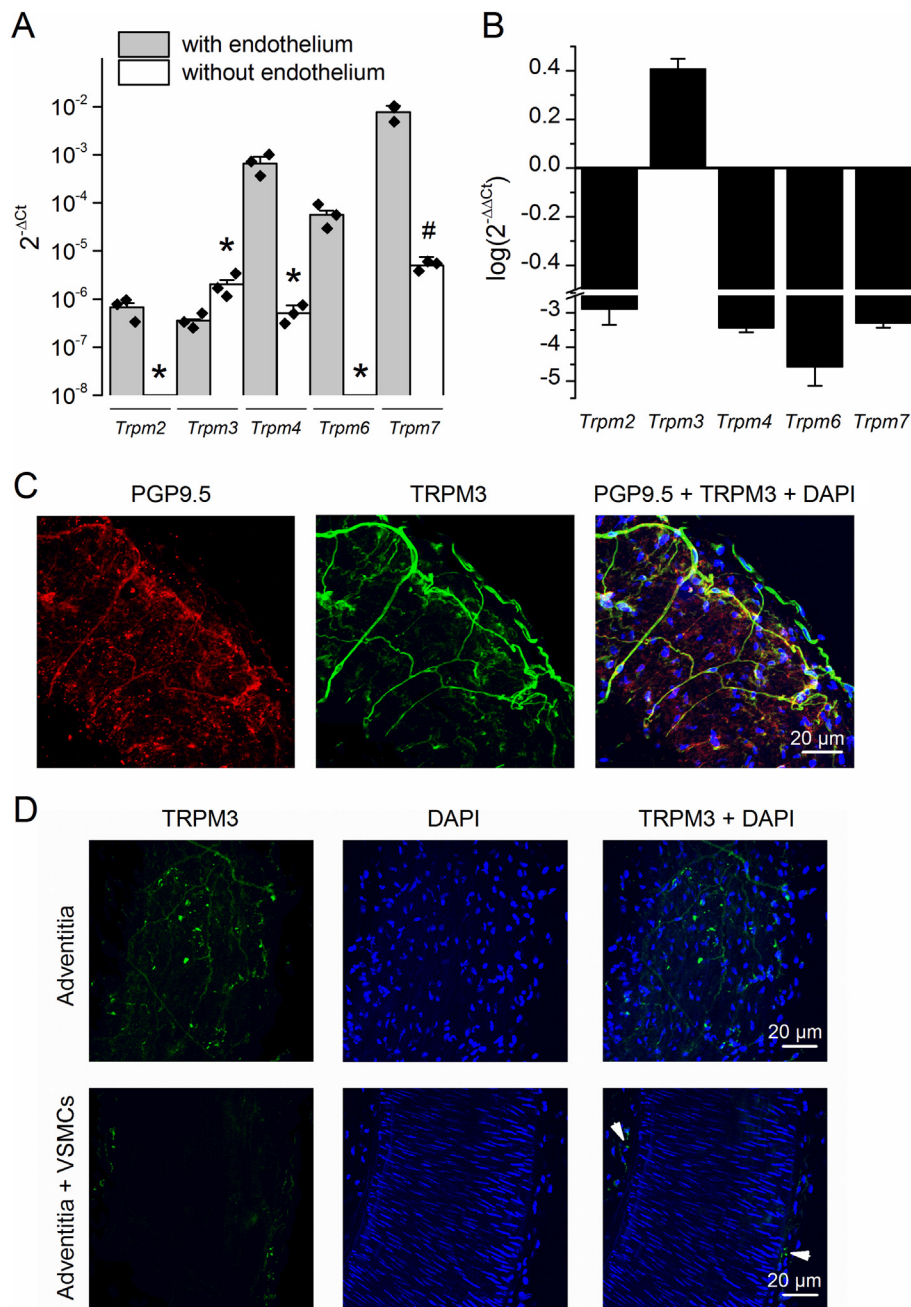 A
with endothelium
without endothelium
2^-ΔCt
10^-2
10^-3
10^-4
10^-5
10^-6
10^-7
10^-8
*
*
*
*
#
Trpm2 Trpm3 Trpm4 Trpm6 Trpm7
B
log(2^-ΔΔCt)
0.4
0.2
0.0
-0.2
-0.4
-3
-4
-5
Trpm2 Trpm3 Trpm4 Trpm6 Trpm7
C
PGP9.5 TRPM3 PGP9.5 + TRPM3 + DAPI
20 µm
D
TRPM3 DAPI TRPM3 + DAPI
Adventitia
20 µm
Adventitia + VSMCs
20 µm